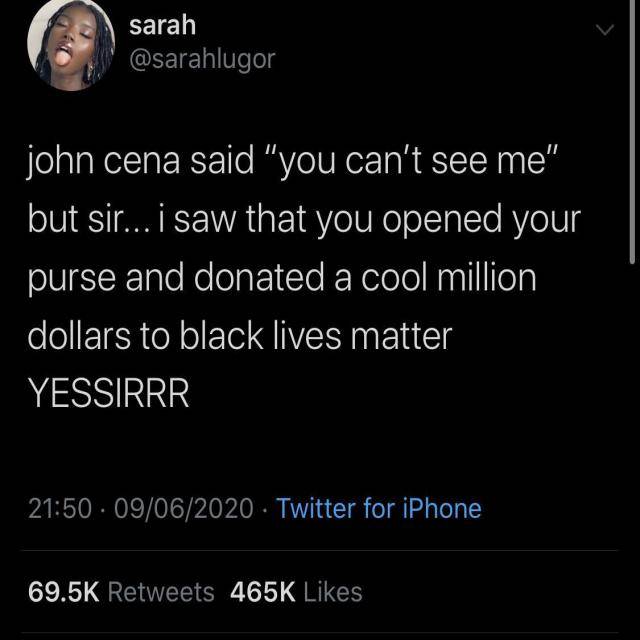 sarah
@sarahlugor
john cena said “you can’t see me”
but sir... i saw that you opened your
purse and donated a cool million
dollars to black lives matter
YESSIRRR
21:50 · 09/06/2020 · Twitter for iPhone
69.5K Retweets 465K Likes